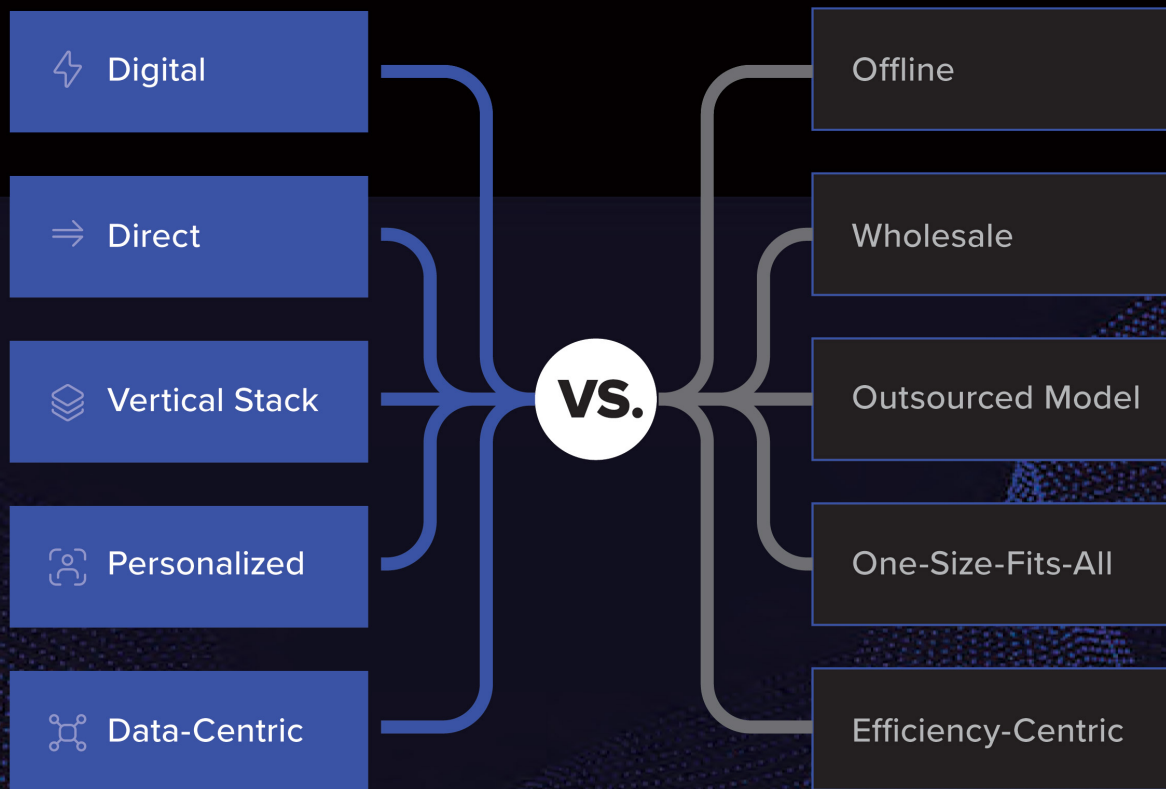 Digital
Offline
Direct
Wholesale
Vertical Stack
VS.
Outsourced Model
Personalized
One-Size-Fits-All
Data-Centric
Efficiency-Centric